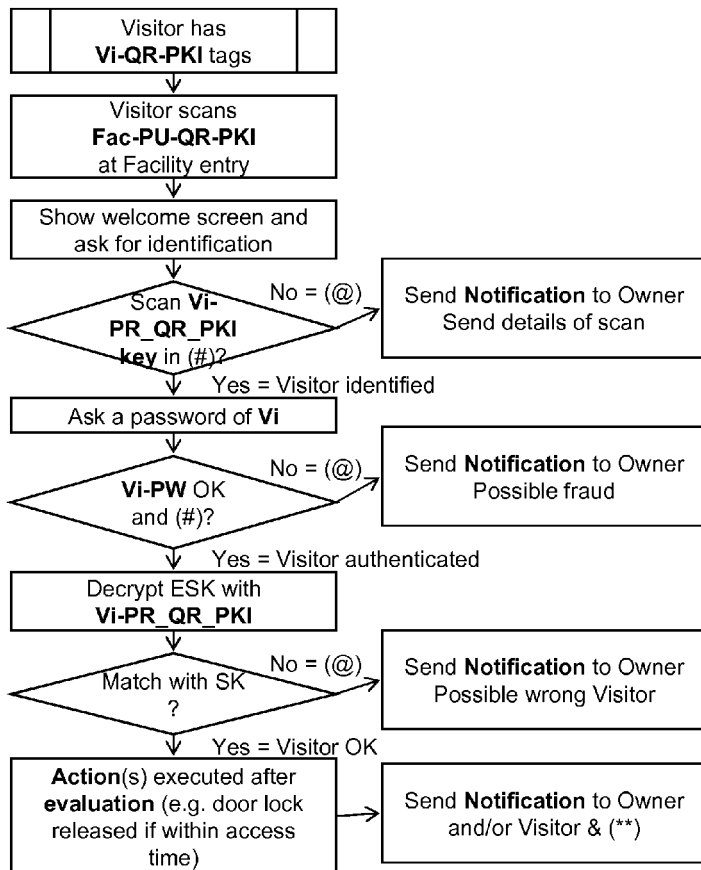 Visitor has
Vi-QR-PKI tags
Visitor scans
Fac-PU-QR-PKI
at Facility entry
Show welcome screen and
ask for identification
No = (@)
Scan Vi-
PR_QR_PKI
key in (#)?
Send Notification to Owner
Send details of scan
Yes = Visitor identified
Ask a password of Vi
No = (@)
Vi-PW OK
and (#)?
Send Notification to Owner
Possible fraud
Yes = Visitor authenticated
Decrypt ESK with
Vi-PR_QR_PKI
No = (@)
Match with SK
?
Send Notification to Owner
Possible wrong Visitor
Yes = Visitor OK
Action(s) executed after
evaluation (e.g. door lock
released if within access
time)
Send Notification to Owner
and/or Visitor & (**)